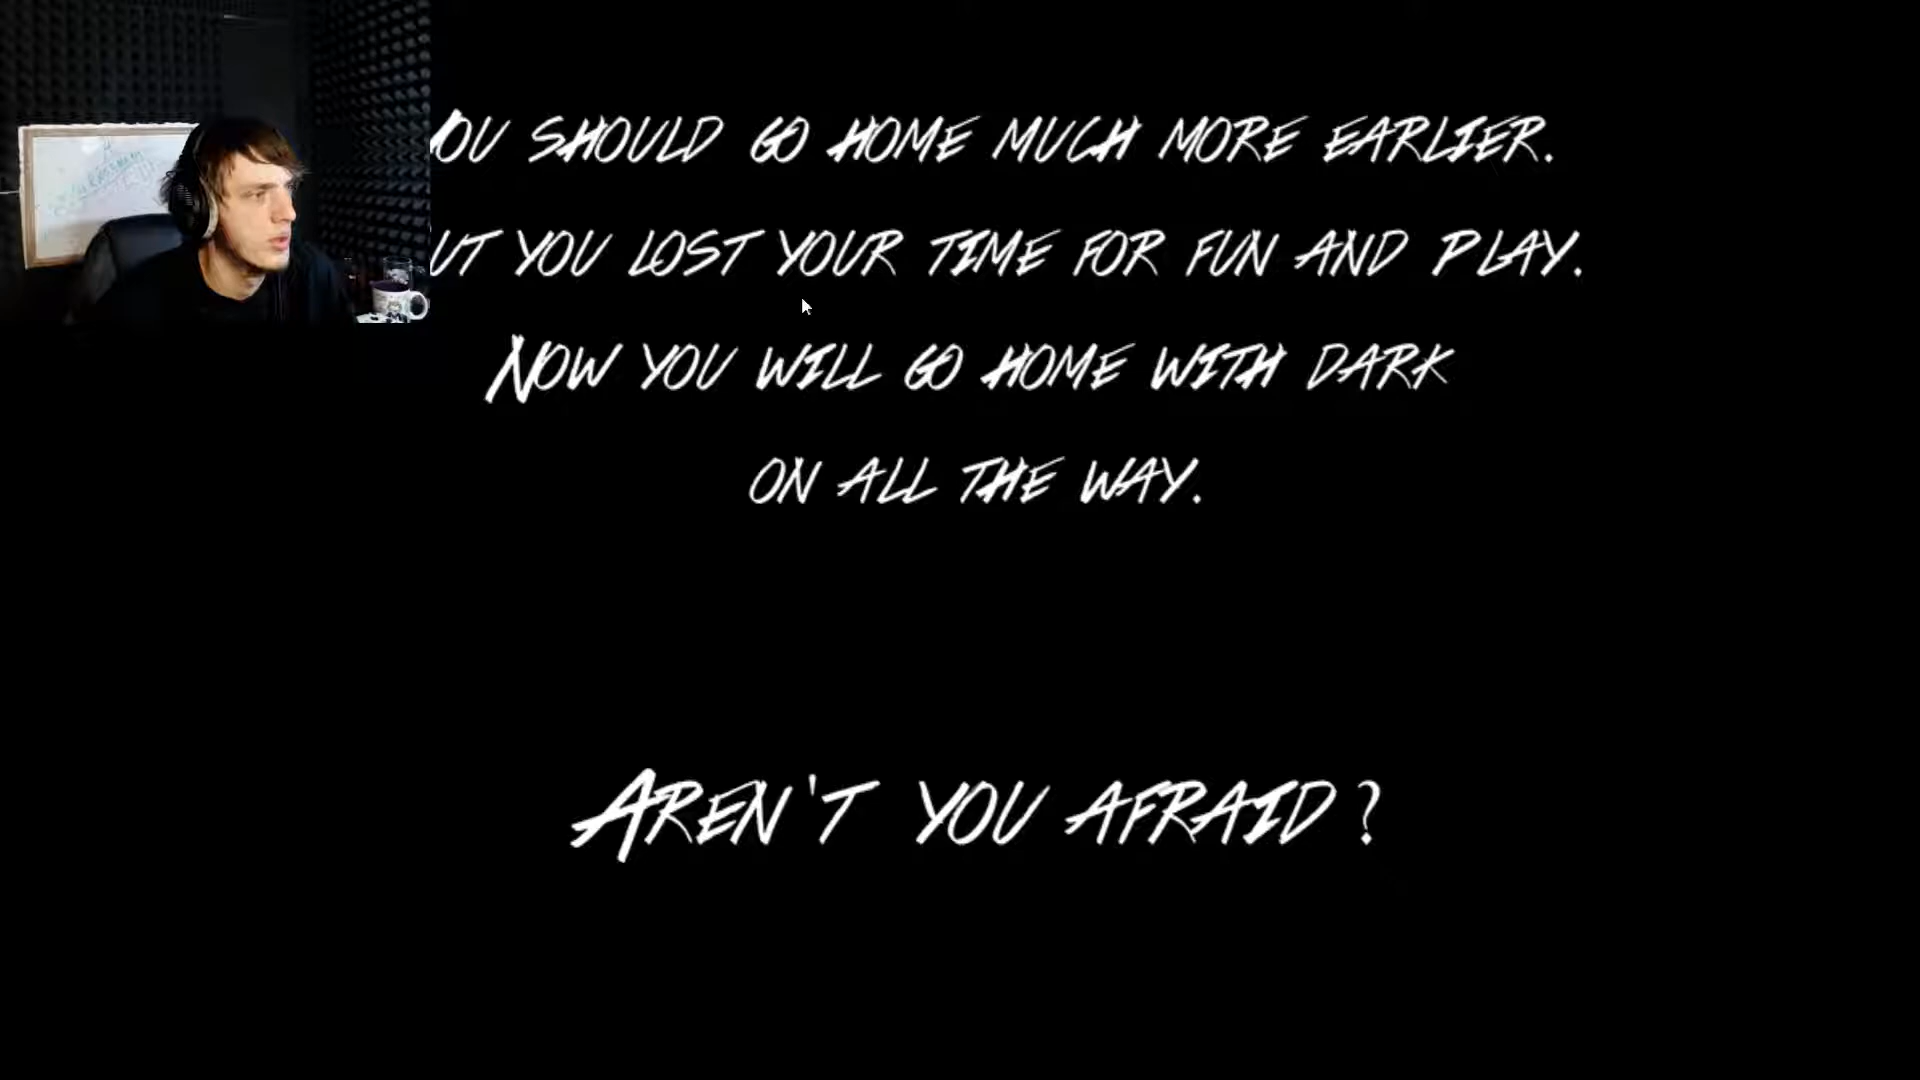 OU SHOULD GO HOME MUCH MORE EARLIER.
UT YOU LOST YOUR TIME FOR FUN AND PLAY.
NOW YOU WILL GO HOME WITH DARK
ON ALL THE WAY.
AREN'T YOU AFRAID?